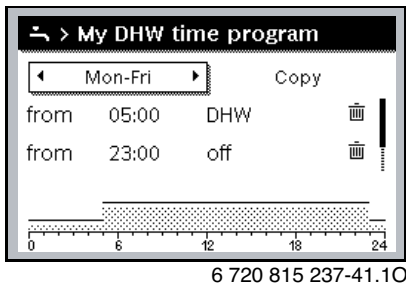 > My DHW time program
Mon-Fri Copy
from 05:00 DHW
from 23:00 off
0 6 12 18 24
6 720 815 237-41.1O